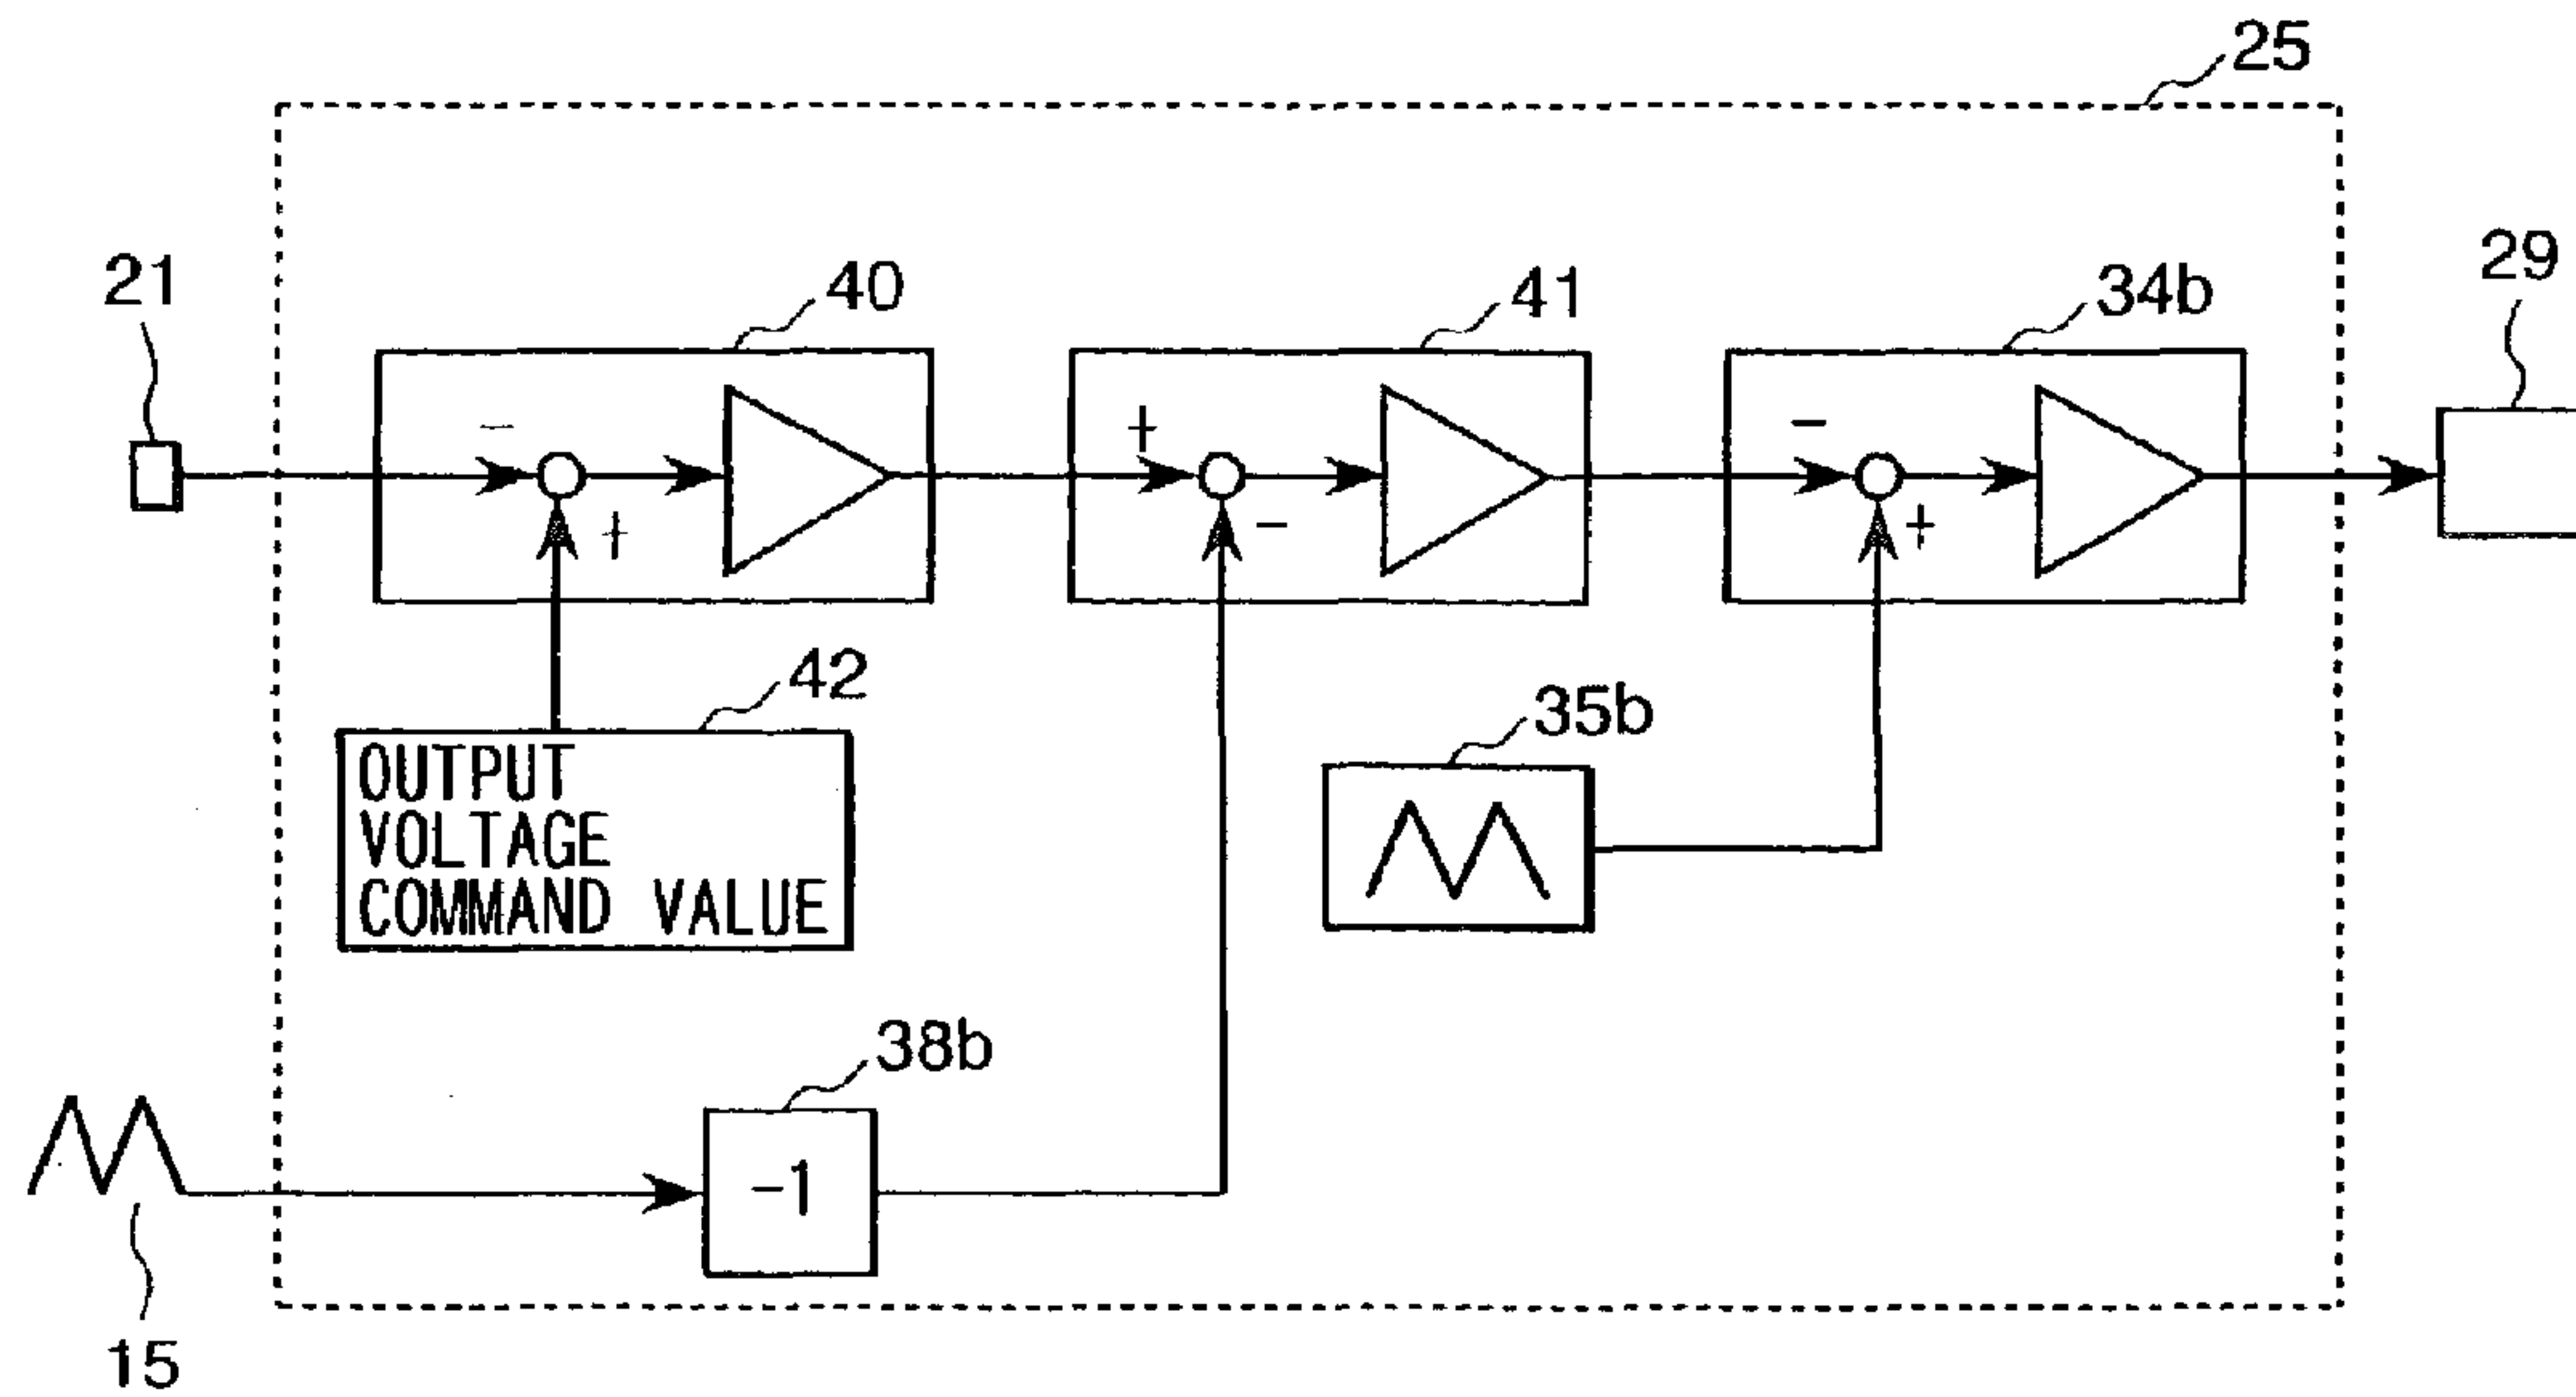 25
21
40
41
34b
29
−
+
+
−
−
+
42
OUTPUT
VOLTAGE
COMMAND VALUE
35b
38b
−1
15